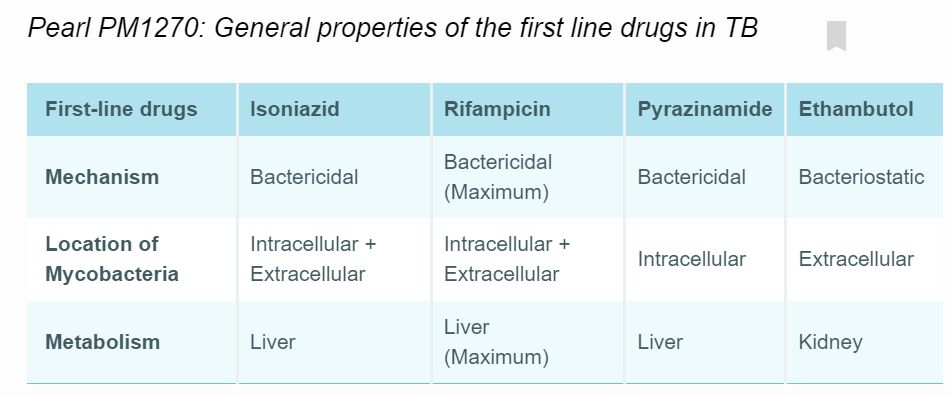 Pearl PM1270: General properties of the first line drugs in TB
First-line drugs Isoniazid Rifampicin Pyrazinamide Ethambutol
Mechanism Bactericidal Bactericidal (Maximum) Bactericidal Bacteriostatic
Location of Mycobacteria Intracellular + Extracellular Intracellular + Extracellular Intracellular Extracellular
Metabolism Liver Liver (Maximum) Liver Kidney